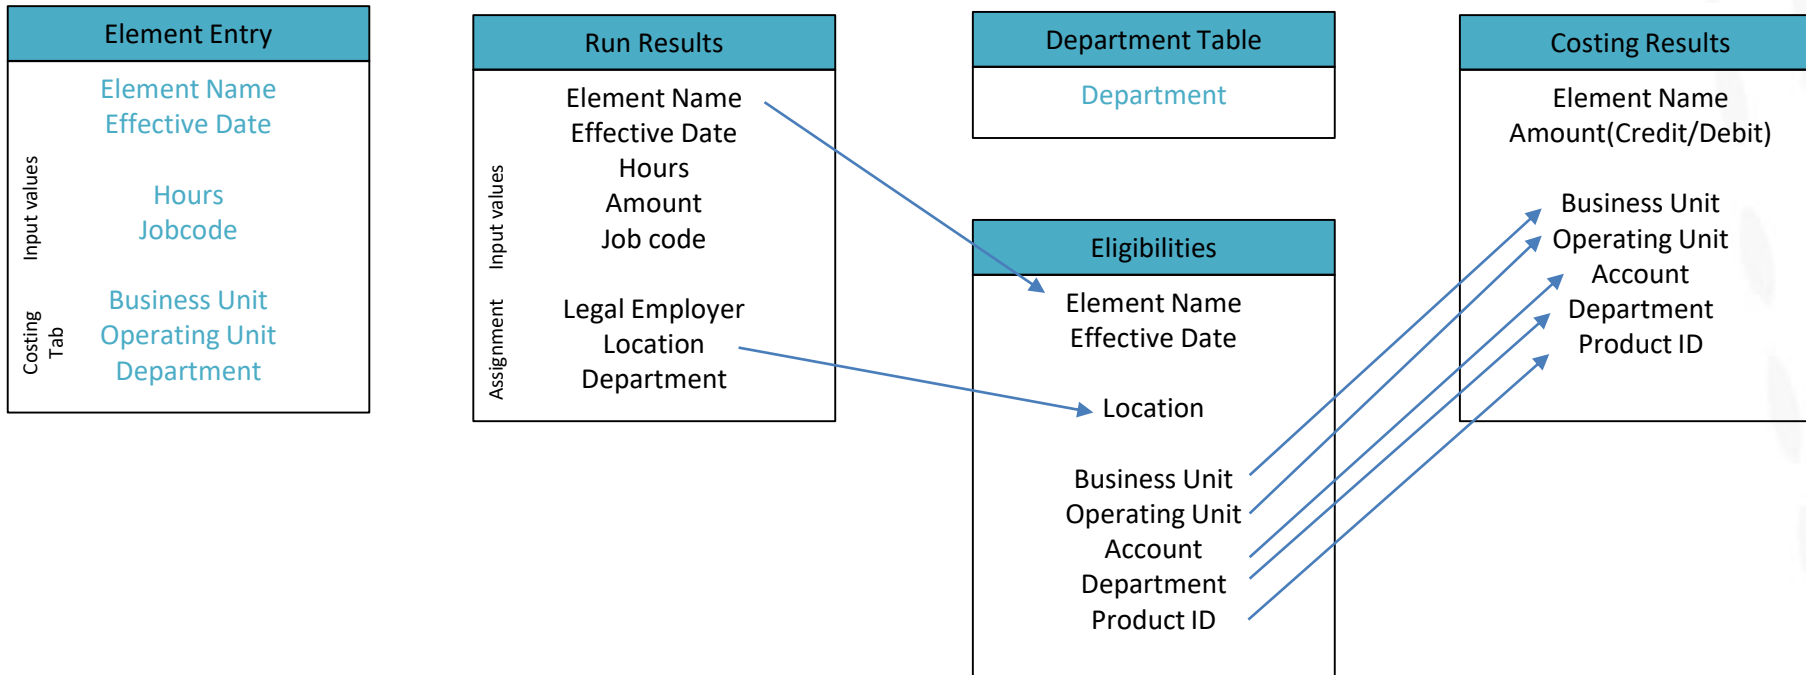 Element Entry
Element Name
Effective Date
Input values
Hours
Jobcode
Costing
Tab
Business Unit
Operating Unit
Department
Run Results
Element Name
Effective Date
Hours
Amount
Job code
Input values
Assignment
Legal Employer
Location
Department
Department Table
Department
Eligibilities
Element Name
Effective Date
Location
Business Unit
Operating Unit
Account
Department
Product ID
Costing Results
Element Name
Amount(Credit/Debit)
Business Unit
Operating Unit
Account
Department
Product ID